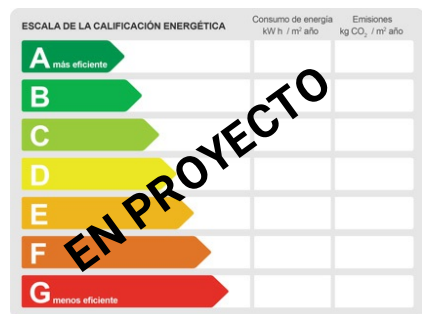 ESCALA DE LA CALIFICACIÓN ENERGÉTICA
Consumo de energía
kW h / m² año
Emisiones
kg CO₂ / m² año
A más eficiente
B
C
D
E
F
G menos eficiente
EN PROYECTO